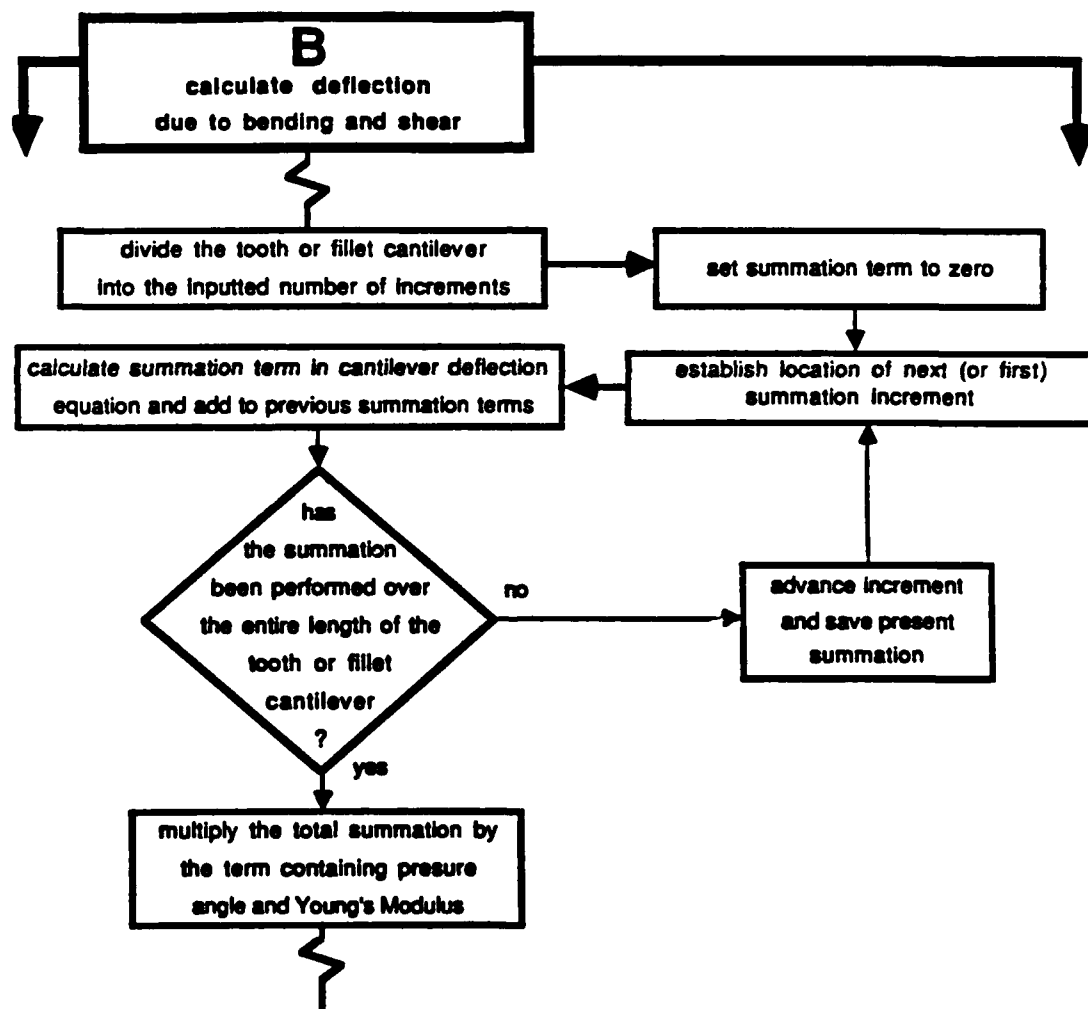 B
calculate deflection
due to bending and shear
divide the tooth or fillet cantilever
into the inputted number of increments
set summation term to zero
calculate summation term in cantilever deflection
equation and add to previous summation terms
establish location of next (or first)
summation increment
has
the summation
been performed over
the entire length of the
tooth or fillet
cantilever
?
no
advance increment
and save present
summation
yes
multiply the total summation by
the term containing presure
angle and Young's Modulus